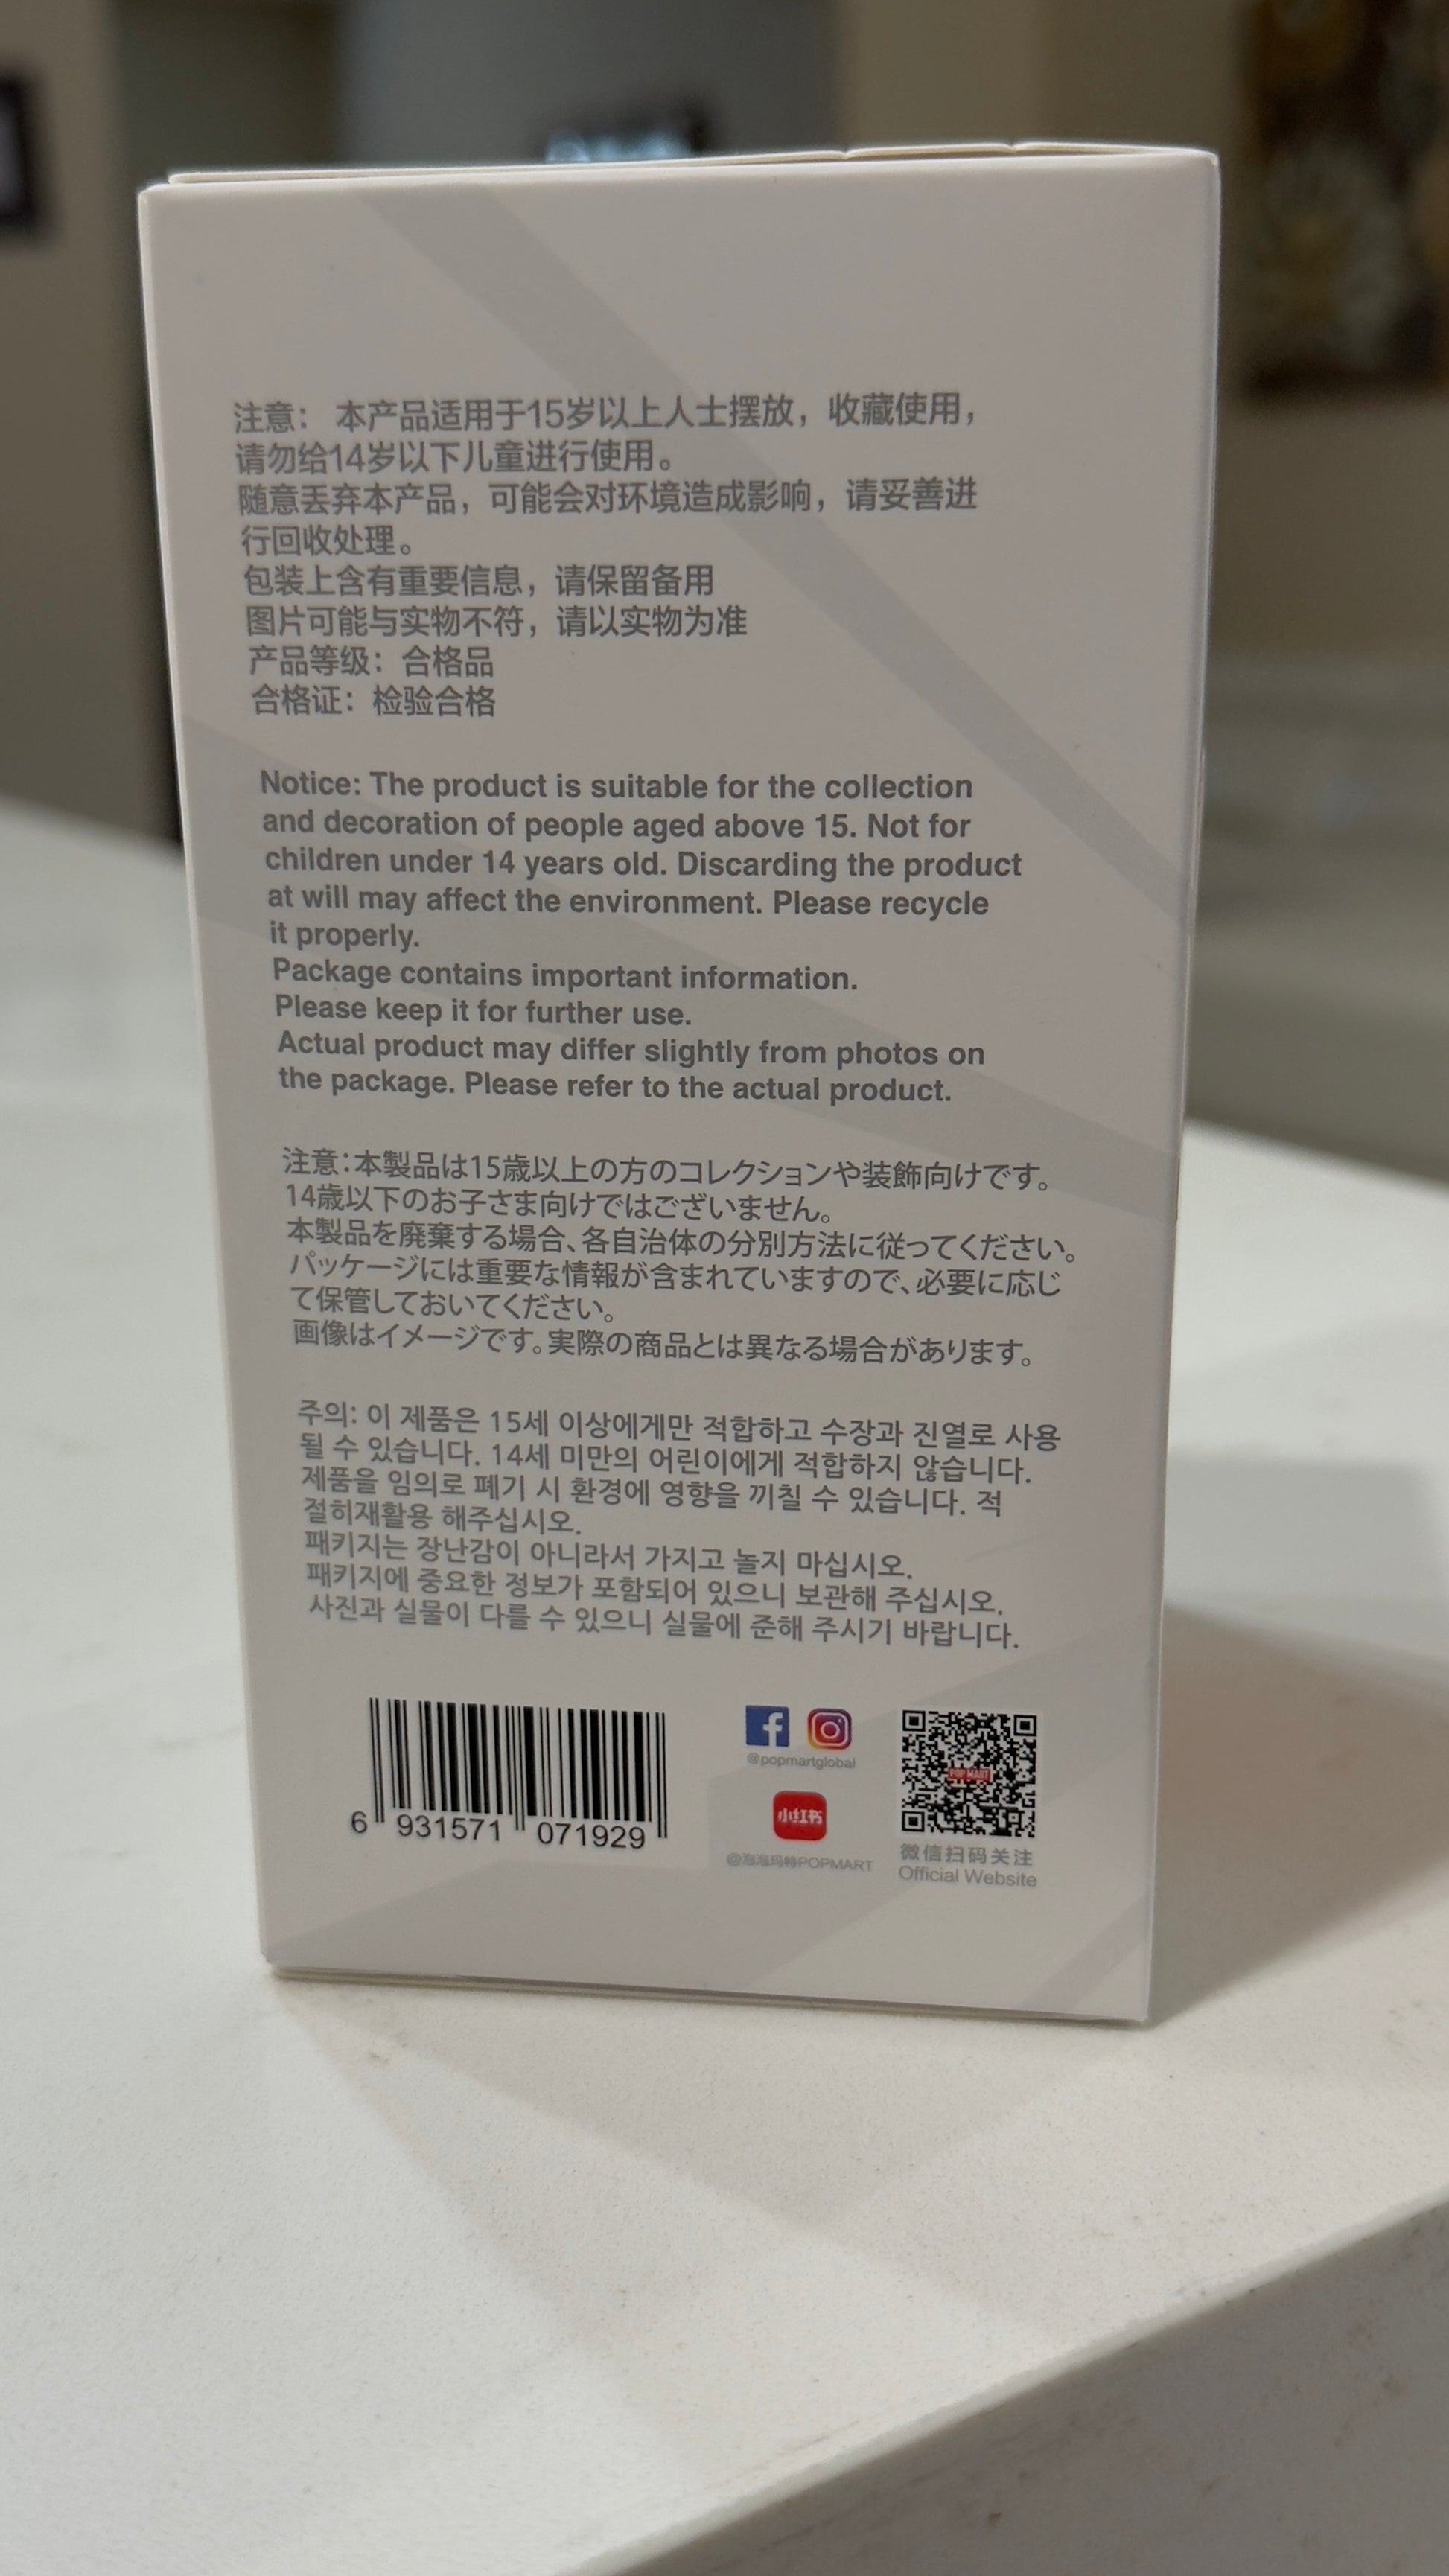 注意： 本产品适用于15岁以上人士摆放，收藏使用，
请勿给14岁以下儿童进行使用。
随意丢弃本产品，可能会对环境造成影响，请妥善进
行回收处理。
包装上含有重要信息，请保留备用
图片可能与实物不符，请以实物为准
产品等级：合格品
合格证：检验合格
Notice: The product is suitable for the collection
and decoration of people aged above 15. Not for
children under 14 years old. Discarding the product
at will may affect the environment. Please recycle
it properly.
Package contains important information.
Please keep it for further use.
Actual product may differ slightly from photos on
the package. Please refer to the actual product.
注意：本製品は15歳以上の方のコレクションや装飾向けです。
14歳以下のお子さま向けではございません。
本製品を廃棄する場合、各自治体の分別方法に従ってください。
パッケージには重要な情報が含まれていますので、必要に応じ
て保管しておいてください。
画像はイメージです。実際の商品とは異なる場合があります。
주의: 이 제품은 15세 이상에게만 적합하고 수장과 진열로 사용
될 수 있습니다. 14세 미만의 어린이에게 적합하지 않습니다.
제품을 임의로 폐기 시 환경에 영향을 끼칠 수 있습니다. 적
절히재활용 해주십시오.
패키지는 장난감이 아니라서 가지고 놀지 마십시오.
패키지에 중요한 정보가 포함되어 있으니 보관해 주십시오.
사진과 실물이 다를 수 있으니 실물에 준해 주시기 바랍니다.
6 931571 071929
@popmartglobal
小红书
@泡泡玛特POPMART
POP MART
微信扫码关注
Official Website